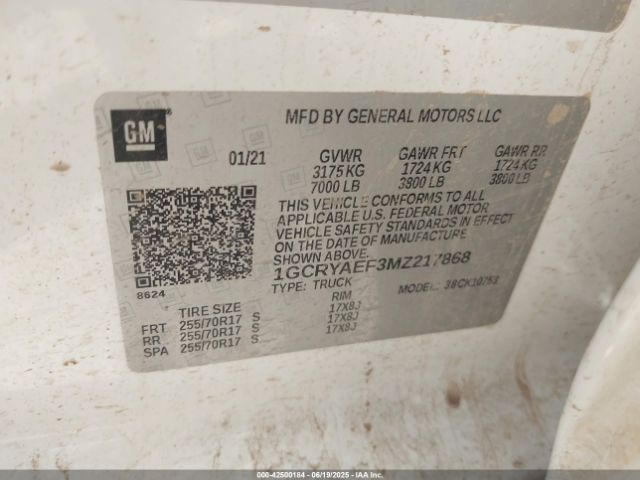 GM
MFD BY GENERAL MOTORS LLC
01/21 GVWR GAWR FRT GAWR RR
3175 KG 1724 KG 1724 KG
7000 LB 3800 LB 3800 LB
THIS VEHICLE CONFORMS TO ALL
APPLICABLE U.S. FEDERAL MOTOR
VEHICLE SAFETY STANDARDS IN EFFECT
ON THE DATE OF MANUFACTURE
1GCRYAEF3MZ217868
TYPE: TRUCK MODEL:
8624
TIRE SIZE RIM
FRT 255/70R17 S 17X8J
RR 255/70R17 S 17X8J
SPA 255/70R17 S 17X8J
000-42500184 - 06/19/2025 - IAAI.COM